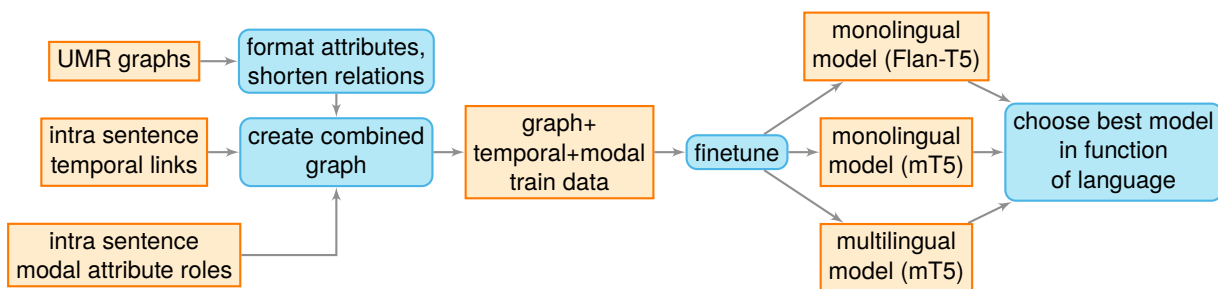 UMR graphs
format attributes,
shorten relations
intra sentence
temporal links
create combined
graph
intra sentence
modal attribute roles
graph+
temporal+modal
train data
finetune
monolingual
model (Flan-T5)
monolingual
model (mT5)
multilingual
model (mT5)
choose best model
in function
of language